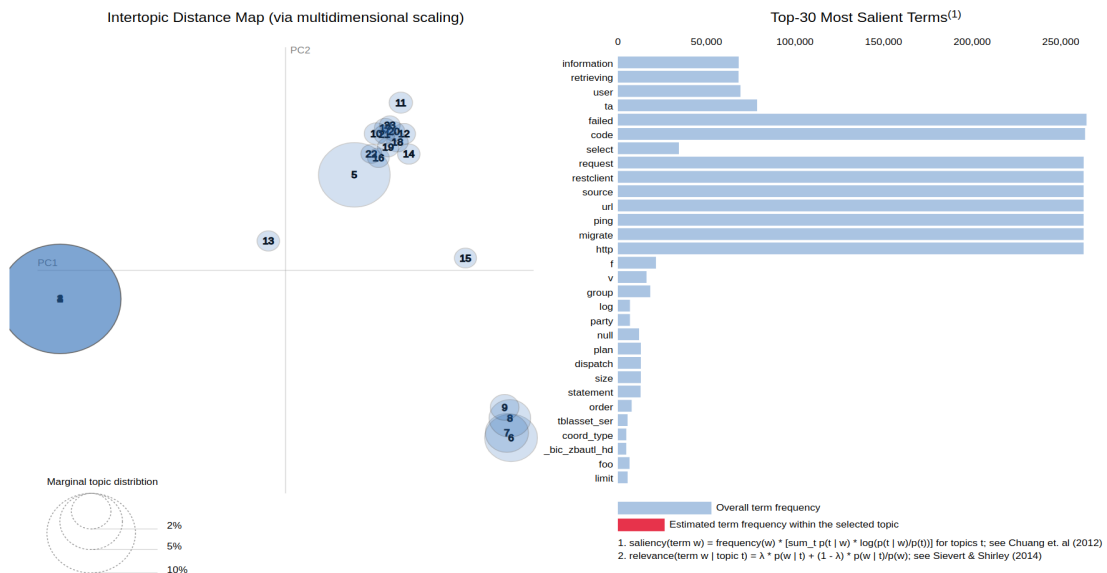 Intertopic Distance Map (via multidimensional scaling)
PC2
PC1
11
10
20
12
18
19
14
22
16
5
13
15
9
8
7
6
Marginal topic distribtion
2%
5%
10%
Top-30 Most Salient Terms(1)
0 50,000 100,000 150,000 200,000 250,000
information
retrieving
user
ta
failed
code
select
request
restclient
source
url
ping
migrate
http
f
v
group
log
party
null
plan
dispatch
size
statement
order
tblasset_ser
coord_type
_bic_zbautl_hd
foo
limit
Overall term frequency
Estimated term frequency within the selected topic
1. saliency(term w) = frequency(w) * [sum_t p(t | w) * log(p(t | w)/p(t))] for topics t; see Chuang et. al (2012)
2. relevance(term w | topic t) = λ * p(w | t) + (1 - λ) * p(w | t)/p(w); see Sievert & Shirley (2014)